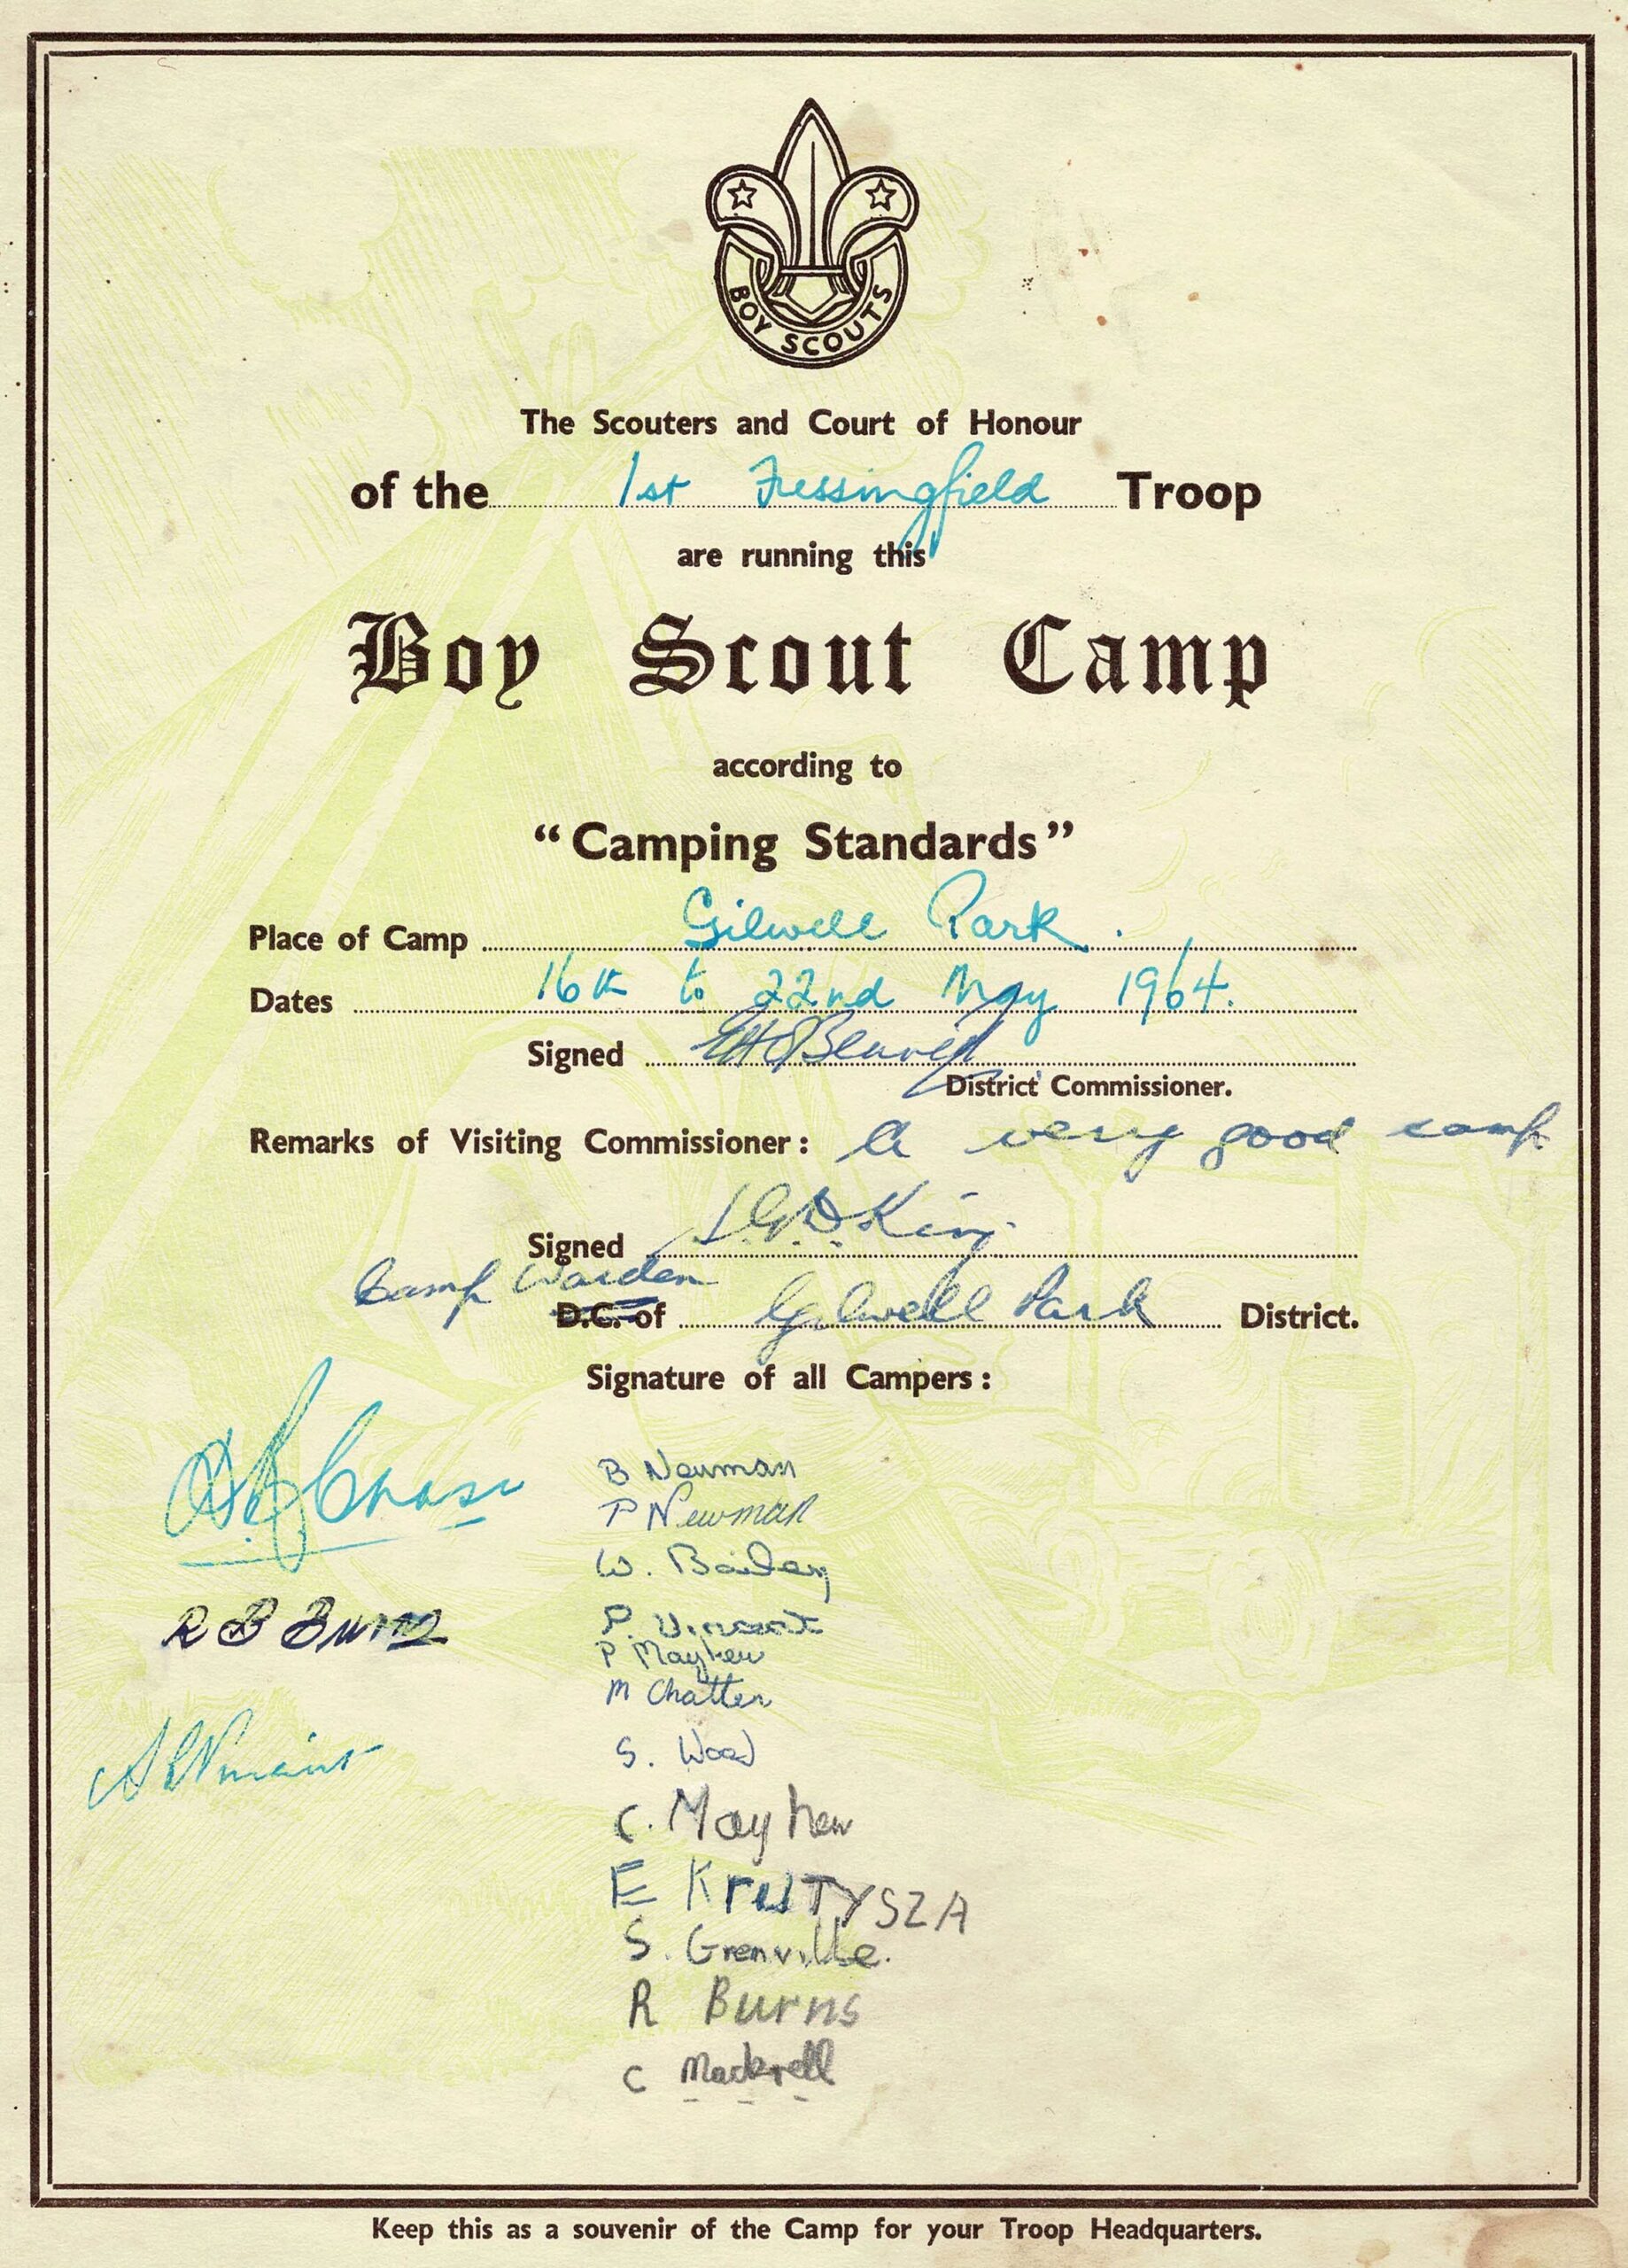 BOY SCOUTS
The Scouters and Court of Honour
of the 1st Fressingfield Troop
are running this
Boy Scout Camp
according to
“Camping Standards”
Place of Camp Gilwell Park.
Dates 16th to 22nd May 1964.
Signed
District Commissioner.
Remarks of Visiting Commissioner: A very good camp
Signed L.G.D. King.
Camp Warden
D.C. of Gilwell Park District.
Signature of all Campers:
Chase
B Newman
P Newman
W. Bailey
R B Burns
P. Vincent
P Mayhew
M Chatten
S. Wood
C. Mayhew
E KruTYSZA
S. Grenville.
R Burns
C Mackrell
Keep this as a souvenir of the Camp for your Troop Headquarters.